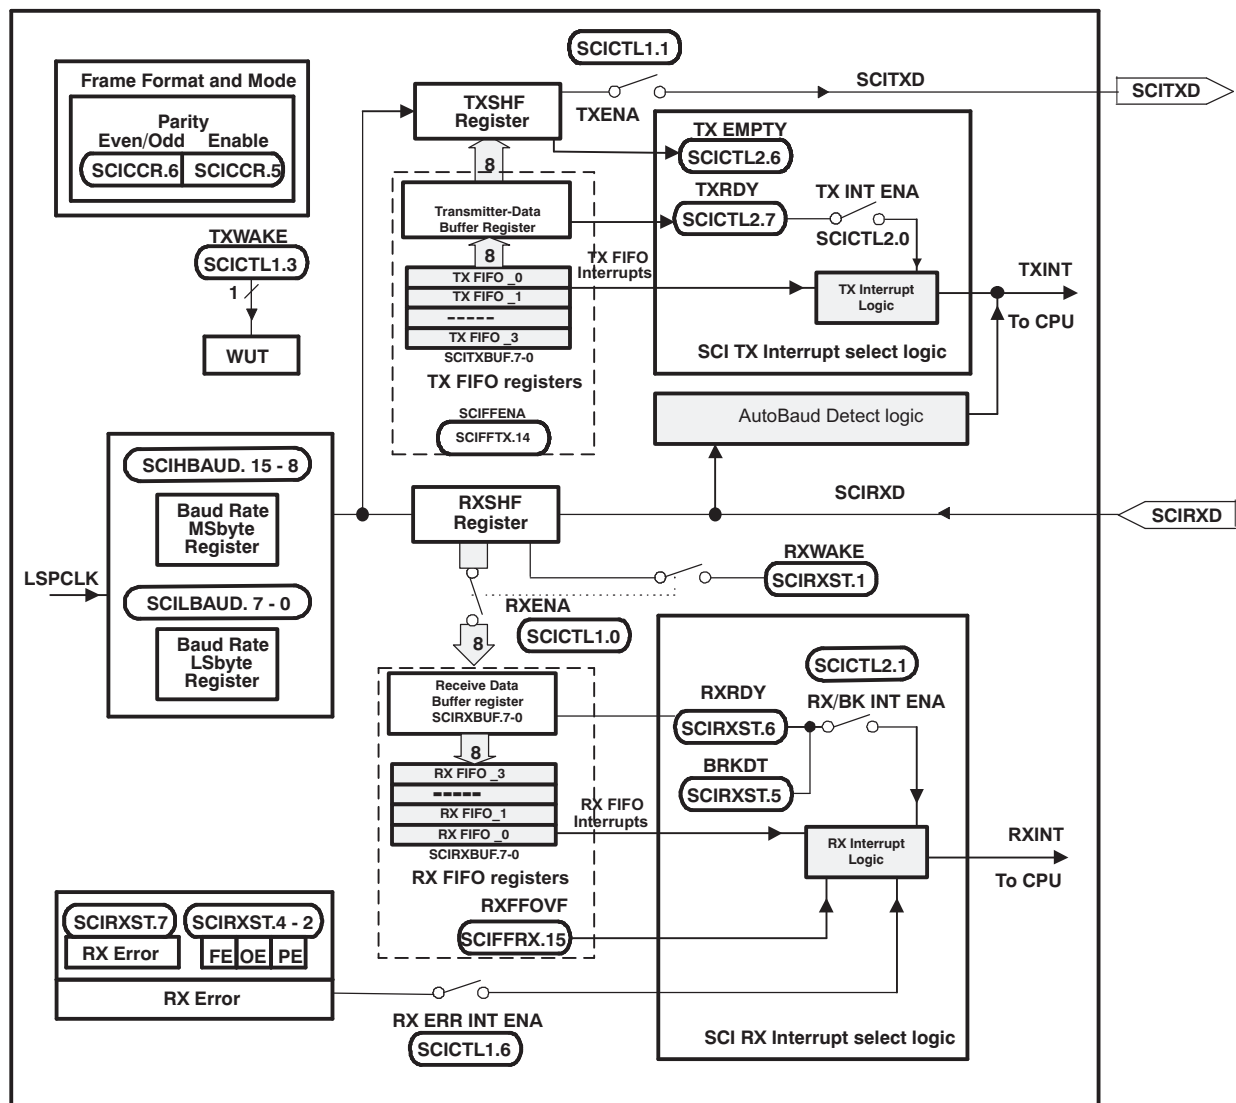 SCICTL1.1
Frame Format and Mode
Parity
Even/Odd Enable
SCICCR.6 SCICCR.5
TXSHF
Register
TXENA
SCITXD
SCITXD
8
TX EMPTY
SCICTL2.6
TXRDY
SCICTL2.7
TX INT ENA
SCICTL2.0
Transmitter-Data
Buffer Register
8
TX FIFO
Interrupts
TX FIFO _0
TX FIFO _1
-----
TX FIFO _3
SCITXBUF.7-0
TX FIFO registers
SCIFFENA
SCIFFTX.14
TX Interrupt
Logic
TXINT
To CPU
SCI TX Interrupt select logic
TXWAKE
SCICTL1.3
1
WUT
AutoBaud Detect logic
SCIHBAUD. 15 - 8
Baud Rate
MSbyte
Register
LSPCLK
SCILBAUD. 7 - 0
Baud Rate
LSbyte
Register
RXSHF
Register
SCIRXD
SCIRXD
RXWAKE
SCIRXST.1
RXENA
SCICTL1.0
8
Receive Data
Buffer register
SCIRXBUF.7-0
8
RX FIFO _3
-----
RX FIFO_1
RX FIFO _0
SCIRXBUF.7-0
RX FIFO registers
RX FIFO
Interrupts
RXFFOVF
SCIFFRX.15
SCICTL2.1
RXRDY
RX/BK INT ENA
SCIRXST.6
BRKDT
SCIRXST.5
RX Interrupt
Logic
RXINT
To CPU
SCI RX Interrupt select logic
SCIRXST.7 SCIRXST.4 - 2
RX Error FE OE PE
RX Error
RX ERR INT ENA
SCICTL1.6